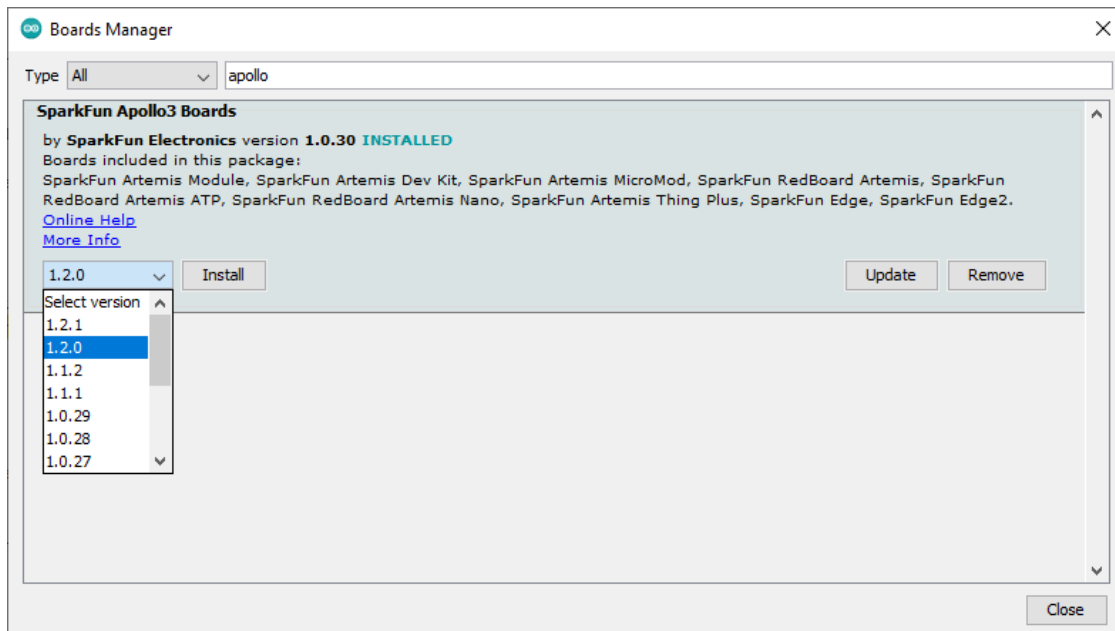 Boards Manager
Type All apollo
SparkFun Apollo3 Boards
by SparkFun Electronics version 1.0.30 INSTALLED
Boards included in this package:
SparkFun Artemis Module, SparkFun Artemis Dev Kit, SparkFun Artemis MicroMod, SparkFun RedBoard Artemis, SparkFun
RedBoard Artemis ATP, SparkFun RedBoard Artemis Nano, SparkFun Artemis Thing Plus, SparkFun Edge, SparkFun Edge2.
Online Help
More Info
1.2.0 Install Update Remove
Select version
1.2.1
1.2.0
1.1.2
1.1.1
1.0.29
1.0.28
1.0.27
Close